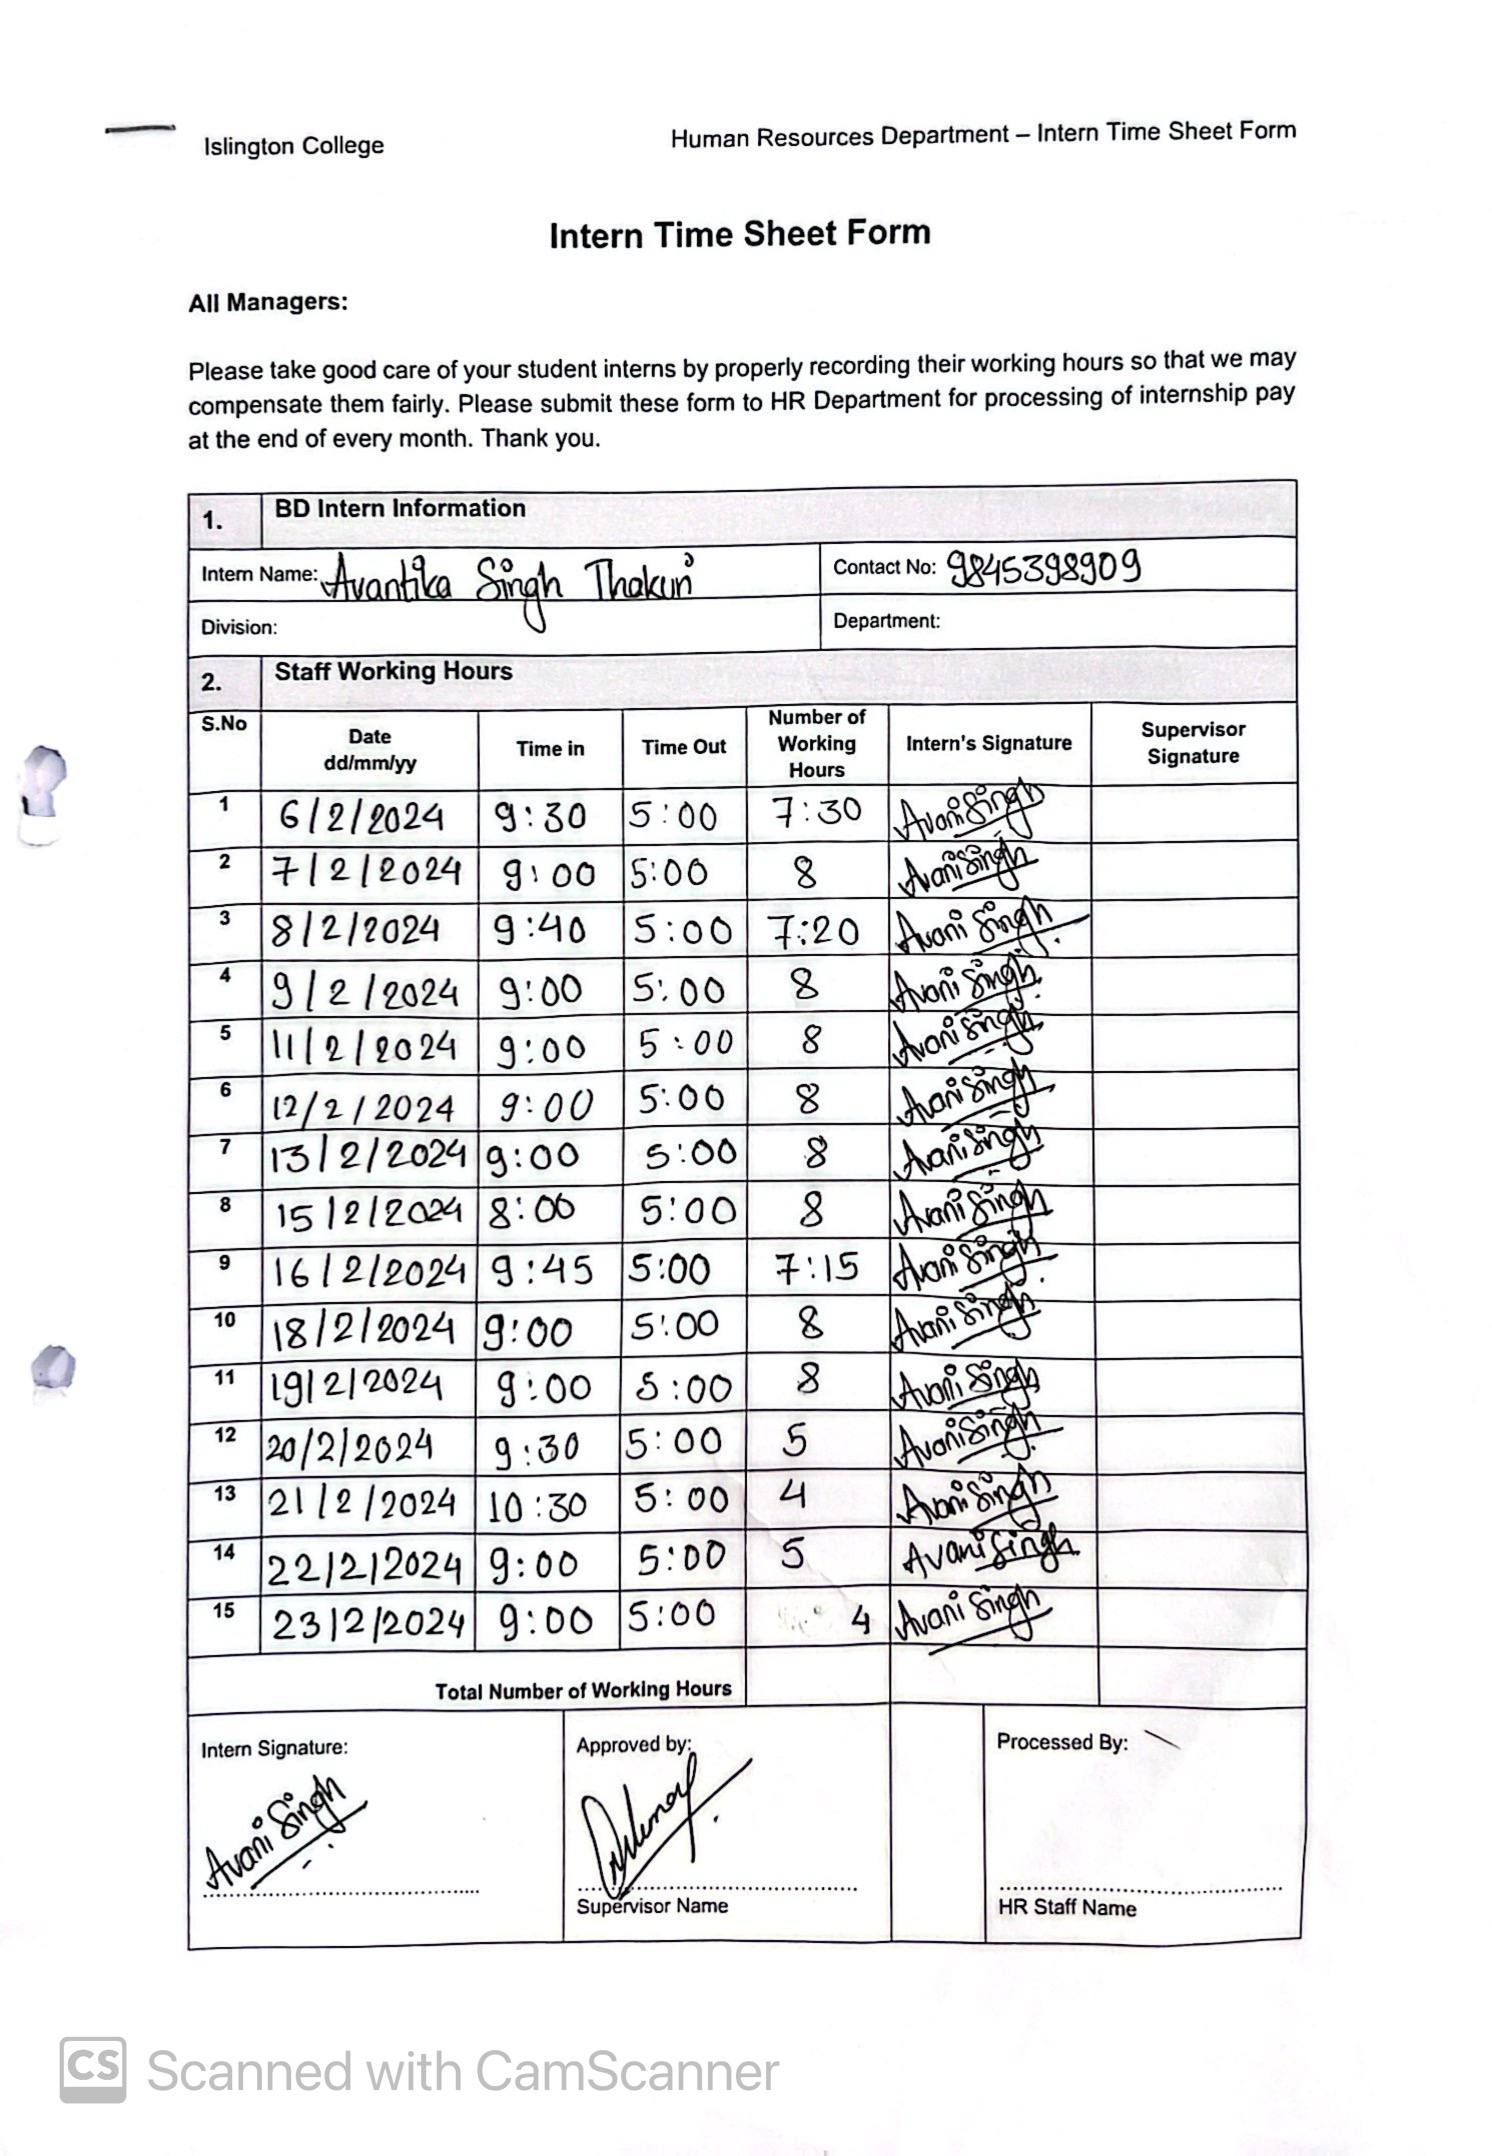 Islington College
Human Resources Department – Intern Time Sheet Form
Intern Time Sheet Form
All Managers:
Please take good care of your student interns by properly recording their working hours so that we may
compensate them fairly. Please submit these form to HR Department for processing of internship pay
at the end of every month. Thank you.
1. BD Intern Information
Intern Name: Avantika Singh Thakuri Contact No: 9845398909
Division: Department:
2. Staff Working Hours
S.No Date dd/mm/yy Time in Time Out Number of Working Hours Intern's Signature Supervisor Signature
1 6/2/2024 9:30 5:00 7:30 Avani Singh
2 7/2/2024 9:00 5:00 8 Avani Singh
3 8/2/2024 9:40 5:00 7:20 Avani Singh
4 9/2/2024 9:00 5:00 8 Avani Singh
5 11/2/2024 9:00 5:00 8 Avani Singh
6 12/2/2024 9:00 5:00 8 Avani Singh
7 13/2/2024 9:00 5:00 8 Avani Singh
8 15/2/2024 8:00 5:00 8 Avani Singh
9 16/2/2024 9:45 5:00 7:15 Avani Singh
10 18/2/2024 9:00 5:00 8 Avani Singh
11 19/2/2024 9:00 5:00 8 Avani Singh
12 20/2/2024 9:30 5:00 5 Avani Singh
13 21/2/2024 10:30 5:00 4 Avani Singh
14 22/2/2024 9:00 5:00 5 Avani Singh
15 23/2/2024 9:00 5:00 4 Avani Singh
Total Number of Working Hours
Intern Signature: Approved by: Processed By:
Avani Singh
Supervisor Name HR Staff Name
CS Scanned with CamScanner